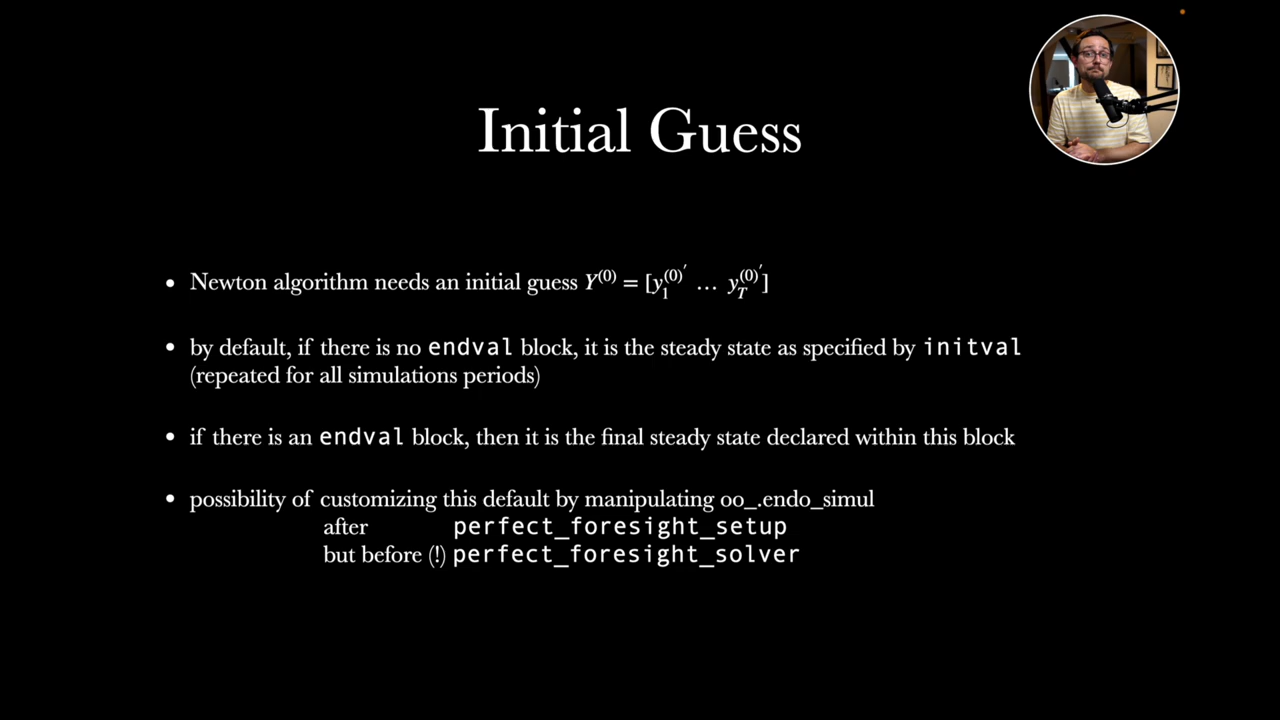 Initial Guess
• Newton algorithm needs an initial guess Y⁽⁰⁾ = [y₁⁽⁰⁾′ … y_T⁽⁰⁾′]
• by default, if there is no endval block, it is the steady state as specified by initval
(repeated for all simulations periods)
• if there is an endval block, then it is the final steady state declared within this block
• possibility of customizing this default by manipulating oo_.endo_simul
after perfect_foresight_setup
but before (!) perfect_foresight_solver